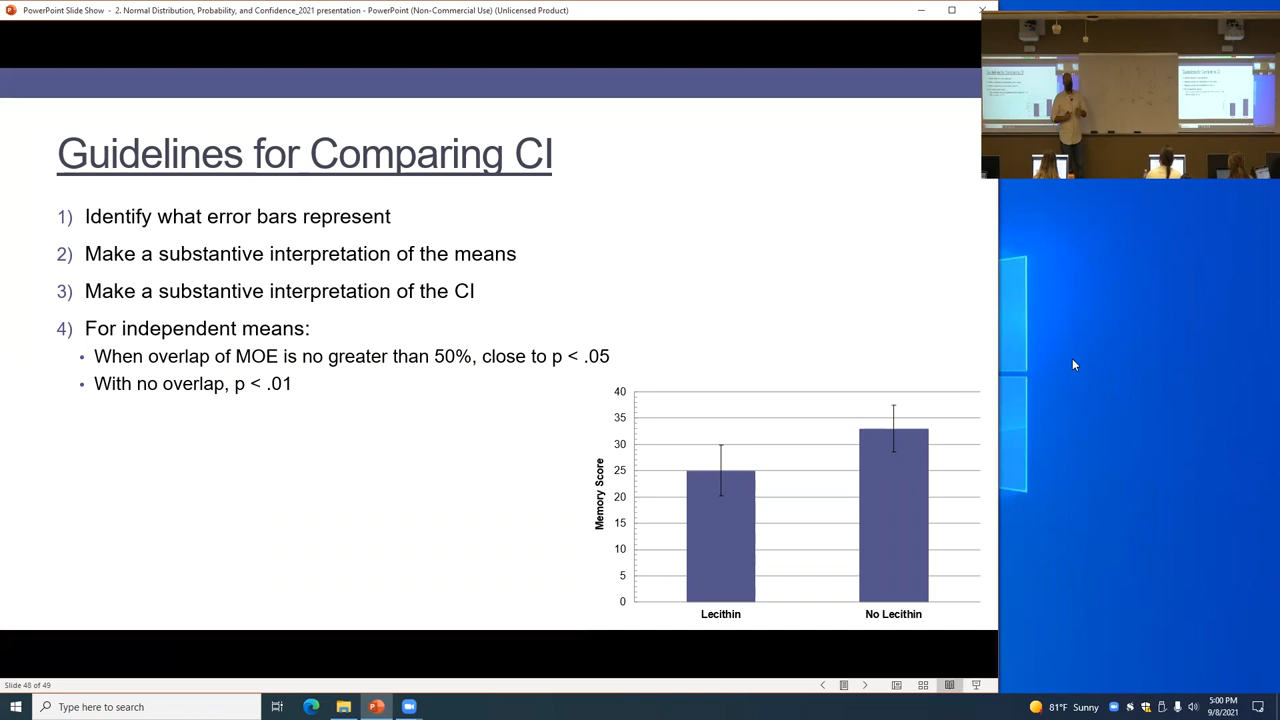 PowerPoint Slide Show - 2. Normal Distribution, Probability, and Confidence_2021 presentation - PowerPoint (Non-Commercial Use) (Unlicensed Product)
Guidelines for Comparing CI
1) Identify what error bars represent
2) Make a substantive interpretation of the means
3) Make a substantive interpretation of the CI
4) For independent means:
• When overlap of MOE is no greater than 50%, close to p < .05
• With no overlap, p < .01
40
35
30
25
20
15
10
5
0
Memory Score
Lecithin
No Lecithin
Slide 48 of 49
Type here to search
81°F Sunny
5:00 PM
9/8/2021